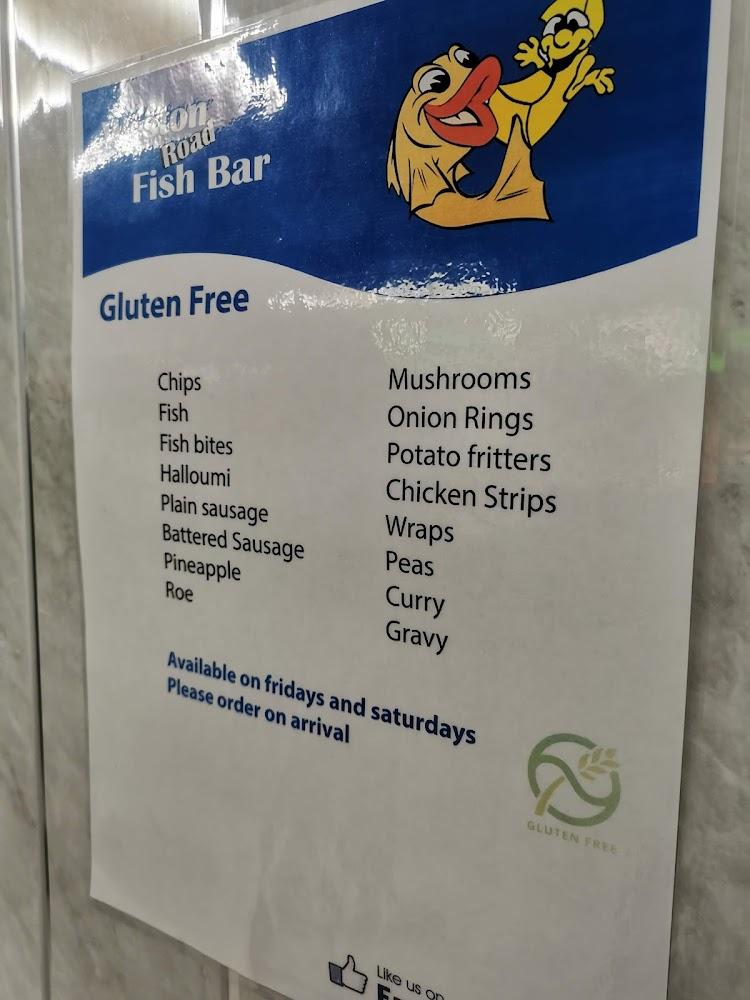 Road
Fish Bar
Gluten Free
Chips
Fish
Fish bites
Halloumi
Plain sausage
Battered Sausage
Pineapple
Roe
Mushrooms
Onion Rings
Potato fritters
Chicken Strips
Wraps
Peas
Curry
Gravy
Available on fridays and saturdays
Please order on arrival
GLUTEN FREE
Like us on